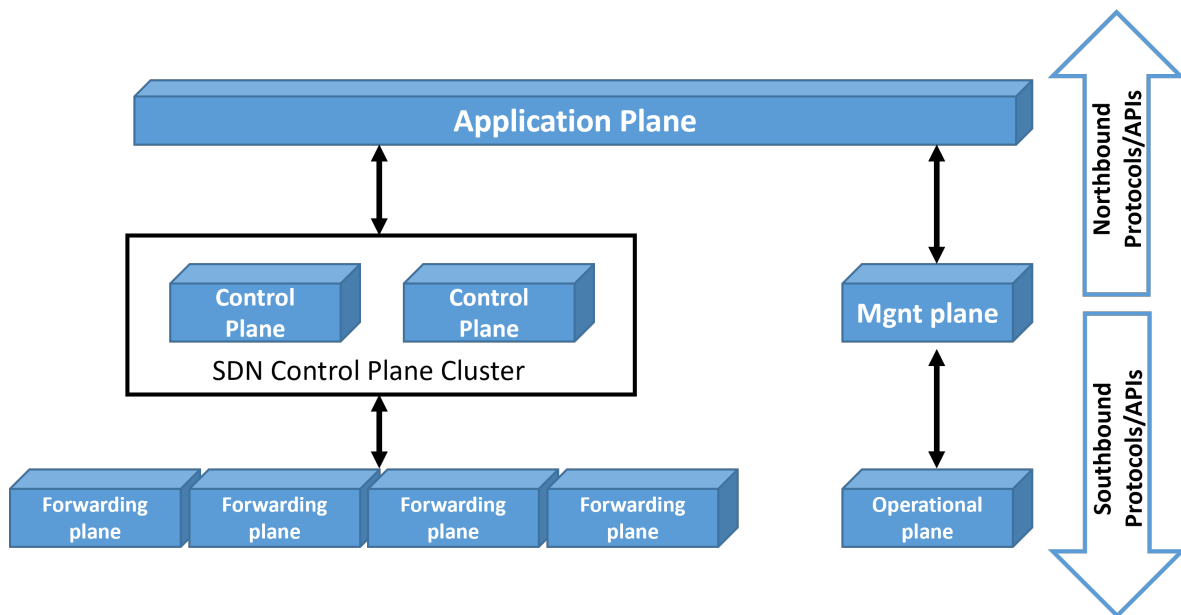 Application Plane
Northbound
Protocols/APIs
Control
Plane
Control
Plane
SDN Control Plane Cluster
Mgnt plane
Southbound
Protocols/APIs
Forwarding
plane
Forwarding
plane
Forwarding
plane
Forwarding
plane
Operational
plane